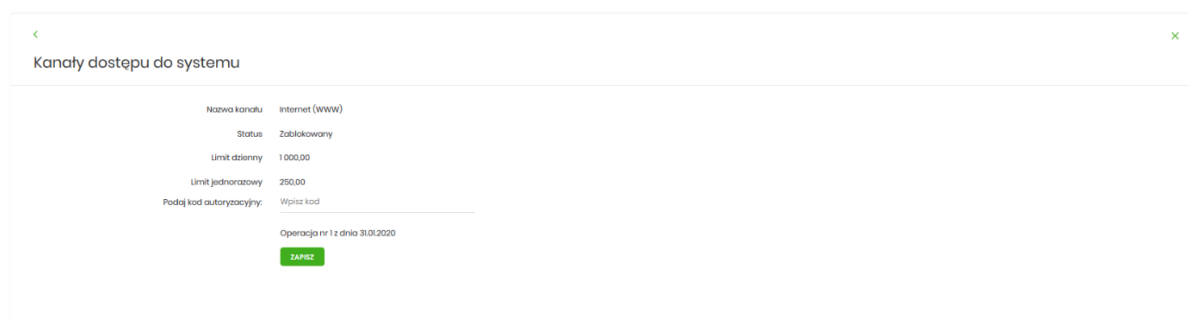 Kanały dostępu do systemu
Nazwa kanału Internet (WWW)
Status Zablokowany
Limit dzienny 1 000,00
Limit jednorazowy 250,00
Podaj kod autoryzacyjny: Wpisz kod
Operacja nr 1 z dnia 31.01.2020
ZAPISZ